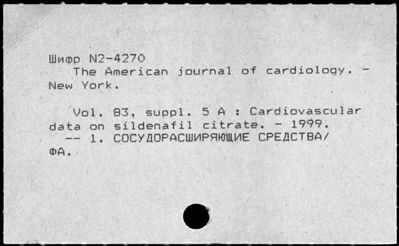 Шифр N2-4270
The American journal of cardiology. -
New York.
Vol. 83, suppl. 5 A : Cardiovascular
data on sildenafil citrate. - 1999.
-- 1. СОСУДОРАСШИРЯЮЩИЕ СРЕДСТВА/
ФА.